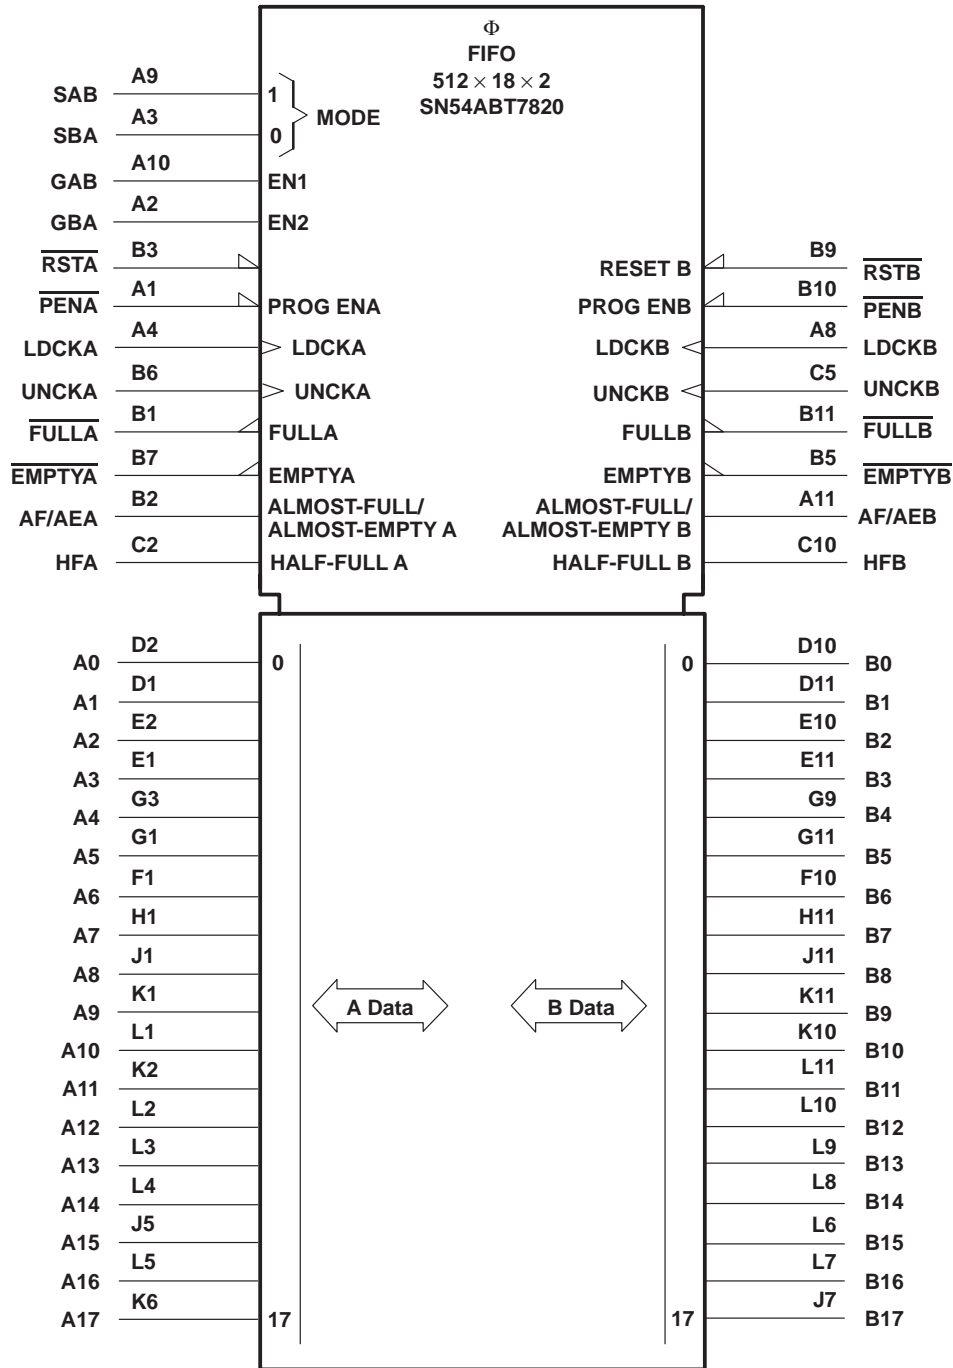 Φ
FIFO
512 × 18 × 2
SN54ABT7820
SAB A9 1
SBA A3 0
MODE
GAB A10 EN1
GBA A2 EN2
RSTA B3 RESET B B9 RSTB
PENA A1 PROG ENA PROG ENB B10 PENB
LDCKA A4 LDCKA LDCKB A8 LDCKB
UNCKA B6 UNCKA UNCKB C5 UNCKB
FULLA B1 FULLA FULLB B11 FULLB
EMPTYA B7 EMPTYA EMPTYB B5 EMPTYB
AF/AEA B2 ALMOST-FULL/ ALMOST-FULL/ A11 AF/AEB
ALMOST-EMPTY A ALMOST-EMPTY B
HFA C2 HALF-FULL A HALF-FULL B C10 HFB
A0 D2 0 0 D10 B0
A1 D1 D11 B1
A2 E2 E10 B2
A3 E1 E11 B3
A4 G3 G9 B4
A5 G1 G11 B5
A6 F1 F10 B6
A7 H1 H11 B7
A8 J1 J11 B8
A9 K1 A Data B Data K11 B9
A10 L1 K10 B10
A11 K2 L11 B11
A12 L2 L10 B12
A13 L3 L9 B13
A14 L4 L8 B14
A15 J5 L6 B15
A16 L5 L7 B16
A17 K6 17 17 J7 B17